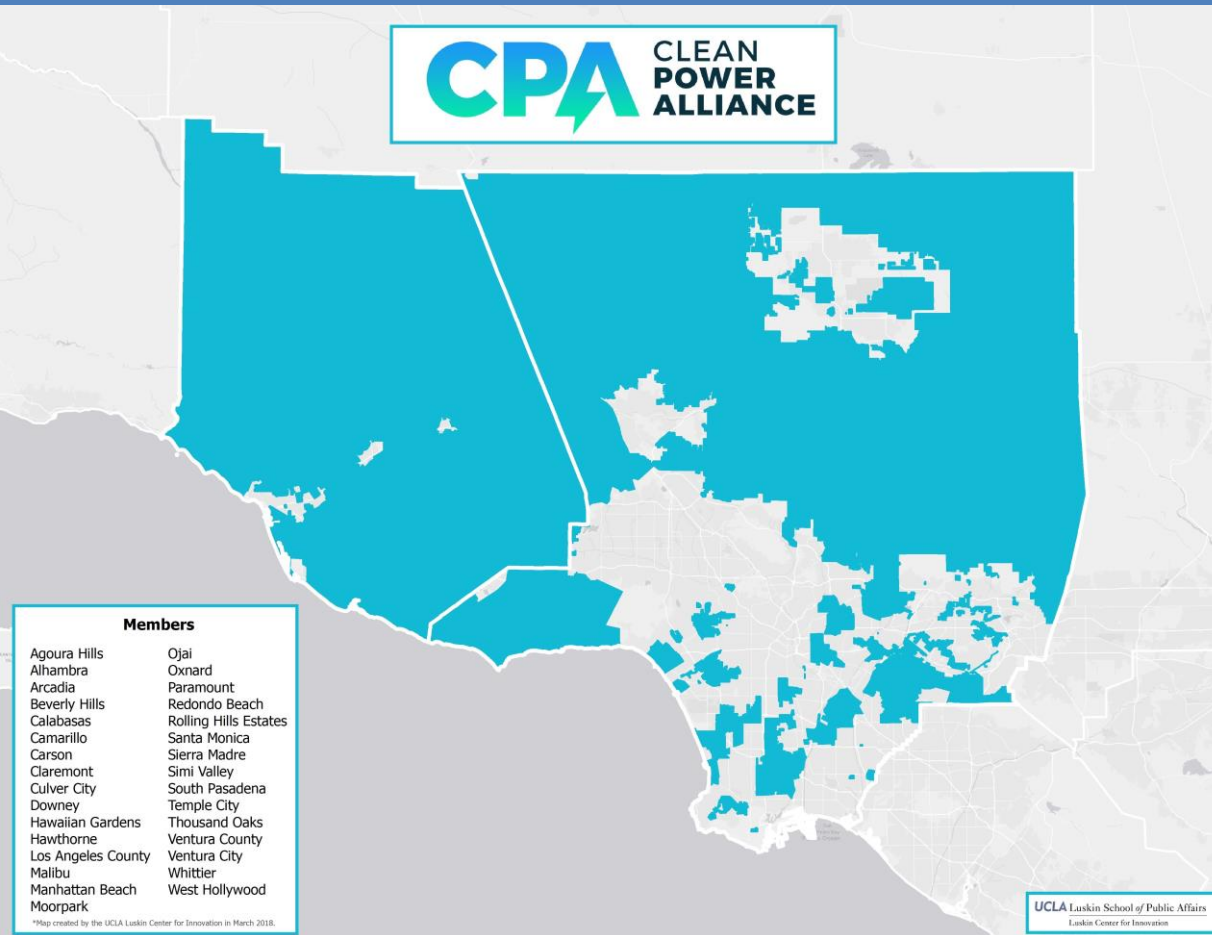 CPA
CLEAN
POWER
ALLIANCE
Members
Agoura Hills
Alhambra
Arcadia
Beverly Hills
Calabasas
Camarillo
Carson
Claremont
Culver City
Downey
Hawaiian Gardens
Hawthorne
Los Angeles County
Malibu
Manhattan Beach
Moorpark
Ojai
Oxnard
Paramount
Redondo Beach
Rolling Hills Estates
Santa Monica
Sierra Madre
Simi Valley
South Pasadena
Temple City
Thousand Oaks
Ventura County
Ventura City
Whittier
West Hollywood
*Map created by the UCLA Luskin Center for Innovation in March 2018.
UCLA Luskin School of Public Affairs
Luskin Center for Innovation